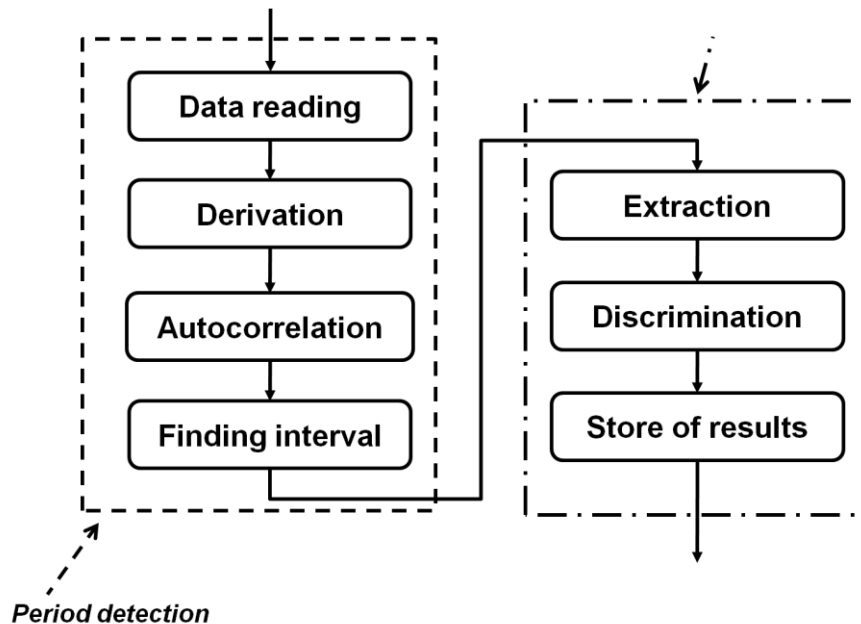 Data reading
Derivation
Autocorrelation
Finding interval
Period detection
Extraction
Discrimination
Store of results